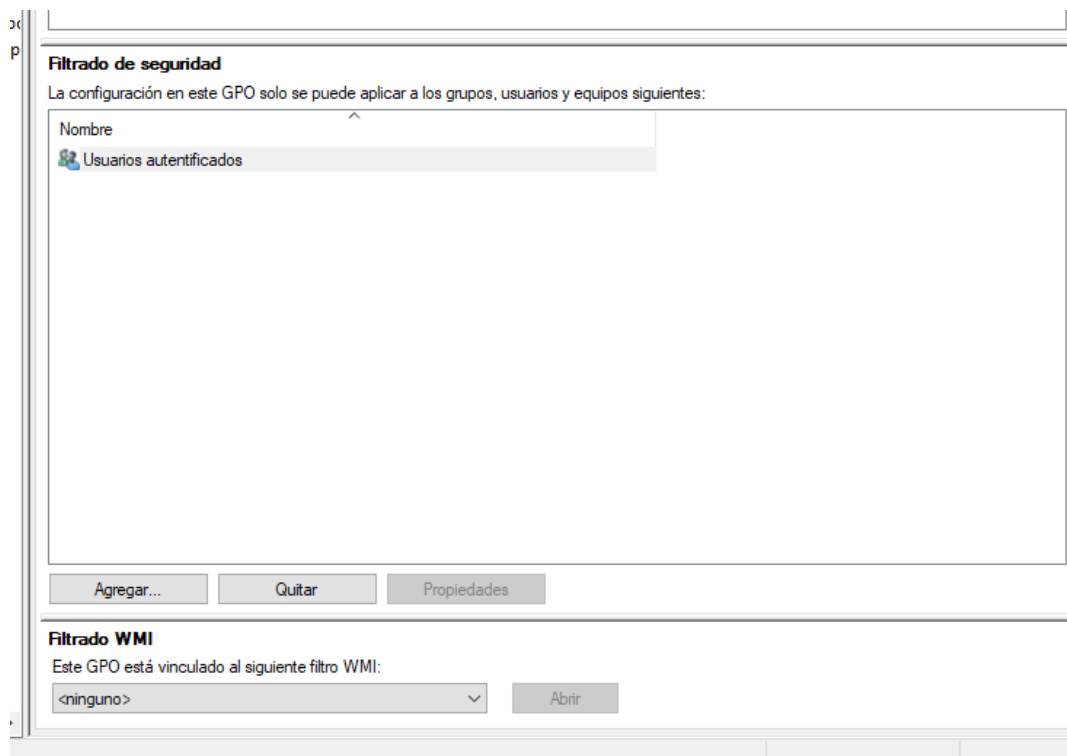 Filtrado de seguridad
La configuración en este GPO solo se puede aplicar a los grupos, usuarios y equipos siguientes:
Nombre
Usuarios autentificados
Agregar...
Quitar
Propiedades
Filtrado WMI
Este GPO está vinculado al siguiente filtro WMI:
<ninguno>
Abrir